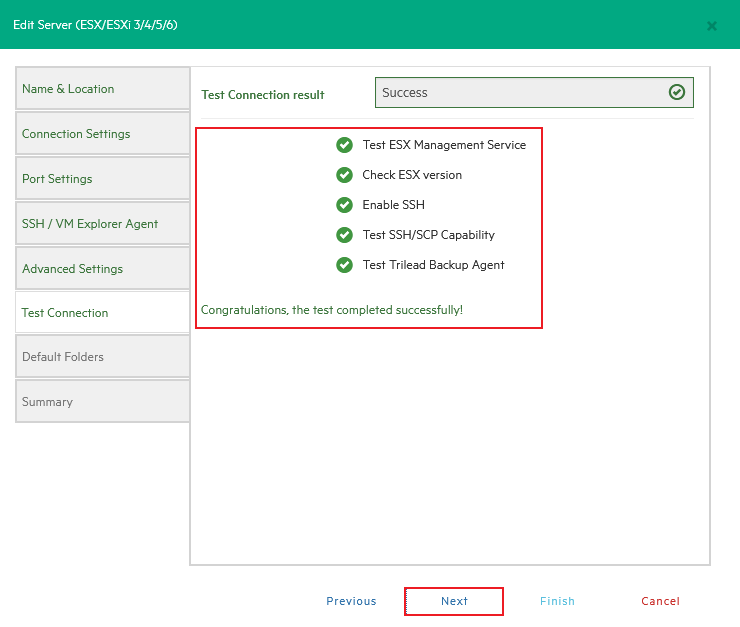 Edit Server (ESX/ESXi 3/4/5/6)
Name & Location
Connection Settings
Port Settings
SSH / VM Explorer Agent
Advanced Settings
Test Connection
Default Folders
Summary
Test Connection result
Success
Test ESX Management Service
Check ESX version
Enable SSH
Test SSH/SCP Capability
Test Trilead Backup Agent
Congratulations, the test completed successfully!
Previous
Next
Finish
Cancel